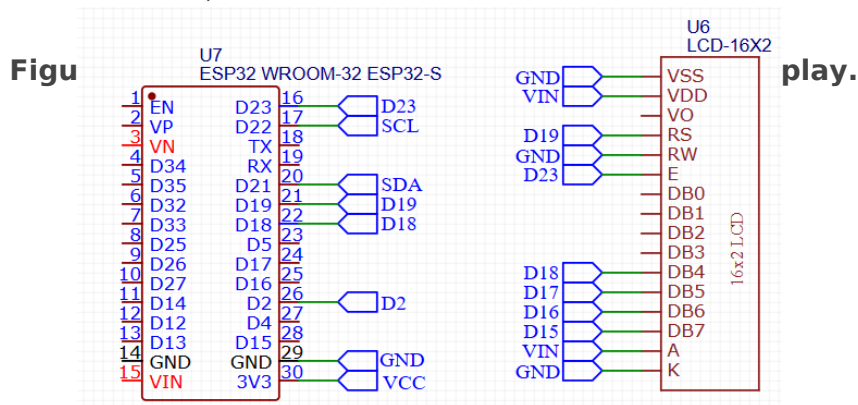 U7
ESP32 WROOM-32 ESP32-S
Figu
play.
1 EN D23 16 D23
2 VP D22 17 SCL
3 VN TX 18
4 D34 RX 19
5 D35 D21 20 SDA
6 D32 D19 21 D19
7 D33 D18 22 D18
8 D25 D5 23
9 D26 D17 24
10 D27 D16 25
11 D14 D2 26 D2
12 D12 D4 27
13 D13 D15 28
14 GND GND 29 GND
15 VIN 3V3 30 VCC
U6
LCD-16X2
GND VSS
VIN VDD
VO
D19 RS
GND RW
D23 E
DB0
DB1
DB2
DB3
D18 DB4
D17 DB5
D16 DB6
D15 DB7
VIN A
GND K
16x2 LCD